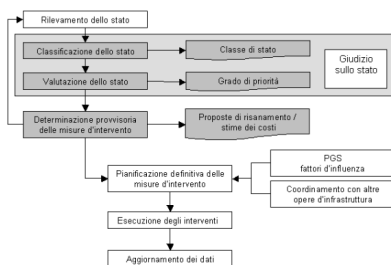 Rilevamento dello stato
Classificazione dello stato
Classe di stato
Giudizio
sullo stato
Valutazione dello stato
Grado di priorità
Determinazione provvisoria
delle misure d'intervento
Proposte di risanamento /
stime dei costi
Pianificazione definitiva delle
misure d'intervento
PGS
fattori d'influenza
Coordinamento con altre
opere d'infrastruttura
Esecuzione degli interventi
Aggiornamento dei dati